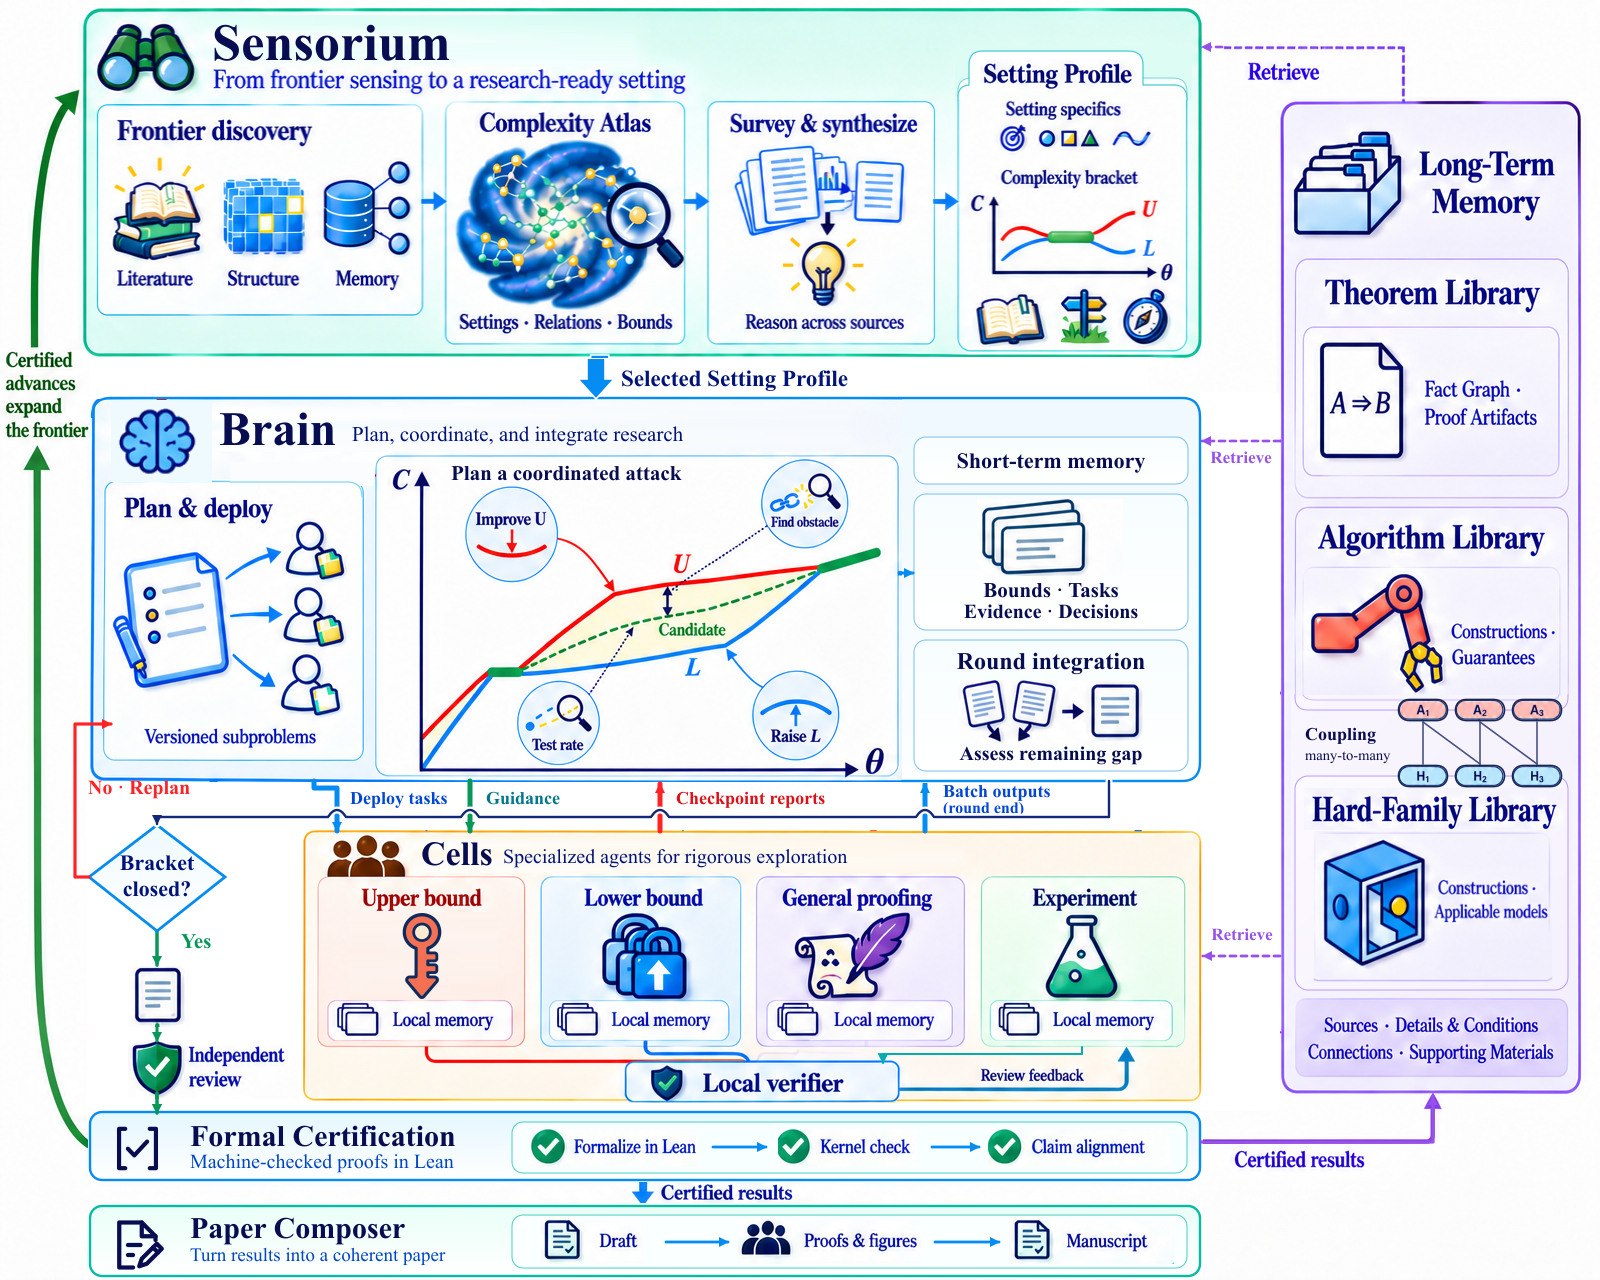 Sensorium
From frontier sensing to a research-ready setting
Frontier discovery
Literature
Structure
Memory
Complexity Atlas
Settings · Relations · Bounds
Survey & synthesize
Reason across sources
Setting Profile
Setting specifics
Complexity bracket
C
U
L
θ
Retrieve
Certified
advances
expand
the frontier
Selected Setting Profile
Brain
Plan, coordinate, and integrate research
Plan & deploy
Versioned subproblems
Plan a coordinated attack
C
Improve U
Find obstacle
U
Candidate
L
Test rate
Raise L
θ
Short-term memory
Bounds · Tasks
Evidence · Decisions
Round integration
Assess remaining gap
Retrieve
No · Replan
Deploy tasks
Guidance
Checkpoint reports
Batch outputs
(round end)
Bracket
closed?
Yes
Independent
review
Cells
Specialized agents for rigorous exploration
Upper bound
Local memory
Lower bound
Local memory
General proofing
Local memory
Experiment
Local memory
Local verifier
Review feedback
Retrieve
Long-Term
Memory
Theorem Library
A⇒B
Fact Graph ·
Proof Artifacts
Algorithm Library
Constructions ·
Guarantees
A₁
A₂
A₃
Coupling
many-to-many
H₁
H₂
H₃
Hard-Family Library
Constructions ·
Applicable models
Sources · Details & Conditions
Connections · Supporting Materials
Certified results
Formal Certification
Machine-checked proofs in Lean
Formalize in Lean
Kernel check
Claim alignment
Certified results
Paper Composer
Turn results into a coherent paper
Draft
Proofs & figures
Manuscript